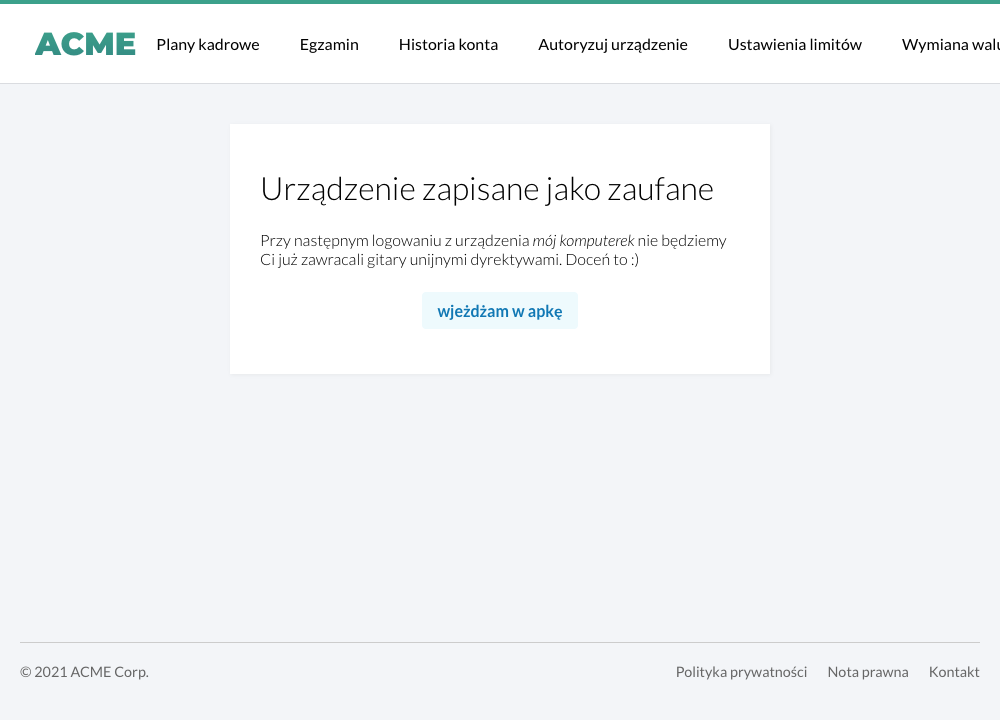 ACME Plany kadrowe Egzamin Historia konta Autoryzuj urządzenie Ustawienia limitów Wymiana
Urządzenie zapisane jako zaufane
Przy następnym logowaniu z urządzenia mój komputerek nie będziemy
Ci już zawracali gitary unijnymi dyrektywami. Doceń to :)
wjeżdżam w apkę
© 2021 ACME Corp. Polityka prywatności Nota prawna Kontakt